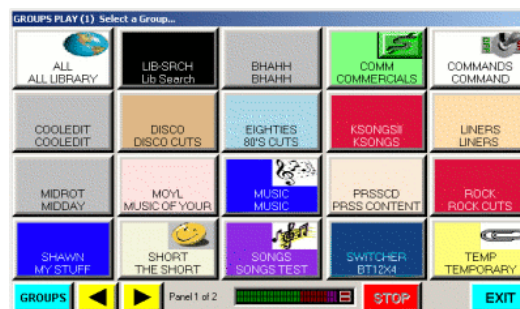 GROUPS PLAY (1) Select a Group...
ALL
ALL LIBRARY
LIB-SRCH
Lib Search
BHAHH
BHAHH
COMM
COMMERCIALS
COMMANDS
COMMAND
COOLEDIT
COOLEDIT
DISCO
DISCO CUTS
EIGHTIES
80'S CUTS
KSONGSII
KSONGS
LINERS
LINERS
MIDROT
MIDDAY
MOYL
MUSIC OF YOUR
MUSIC
MUSIC
PRSSCD
PRSS CONTENT
ROCK
ROCK CUTS
SHAWN
MY STUFF
SHORT
THE SHORT
SONGS
SONGS TEST
SWITCHER
BT12X4
TEMP
TEMPORARY
GROUPS
Panel 1 of 2
STOP
EXIT